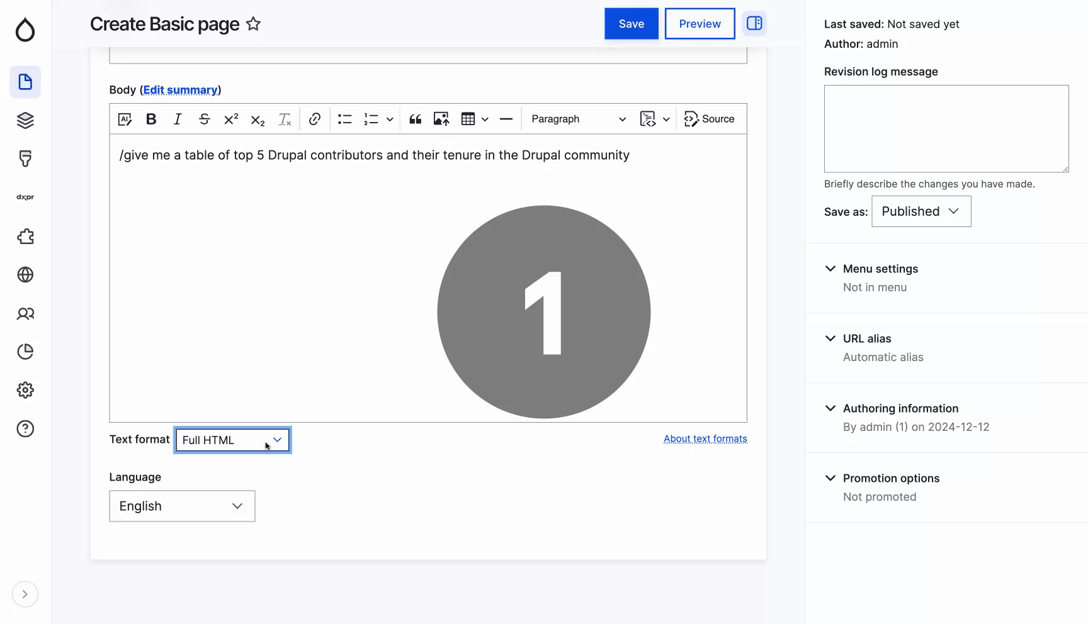 Create Basic page
Save
Preview
dxpr
Body (Edit summary)
AI
B I S X² X₂ Tx
Paragraph
Source
/give me a table of top 5 Drupal contributors and their tenure in the Drupal community
1
Text format
Full HTML
About text formats
Language
English
Last saved: Not saved yet
Author: admin
Revision log message
Briefly describe the changes you have made.
Save as:
Published
Menu settings
Not in menu
URL alias
Automatic alias
Authoring information
By admin (1) on 2024-12-12
Promotion options
Not promoted